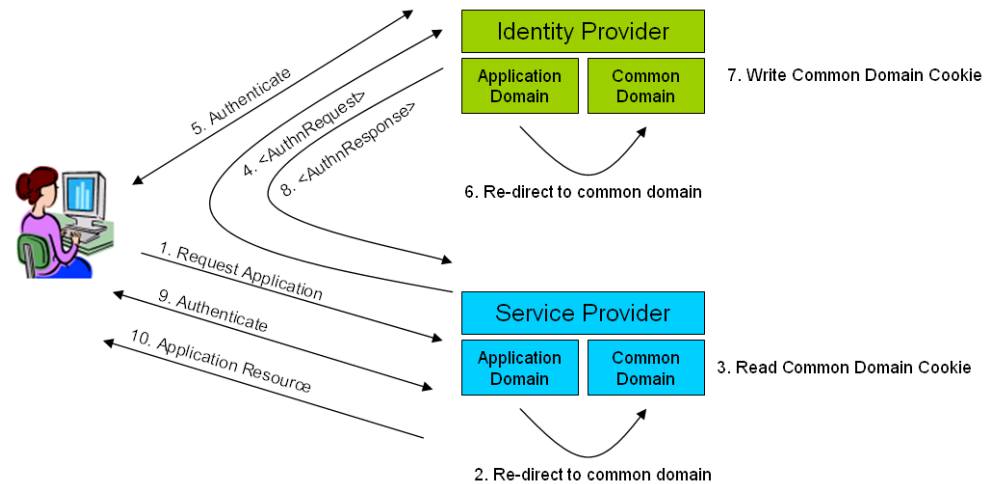 Identity Provider
Application
Domain
Common
Domain
7. Write Common Domain Cookie
5. Authenticate
4. <AuthnRequest>
8. <AuthnResponse>
6. Re-direct to common domain
1. Request Application
9. Authenticate
10. Application Resource
Service Provider
Application
Domain
Common
Domain
3. Read Common Domain Cookie
2. Re-direct to common domain